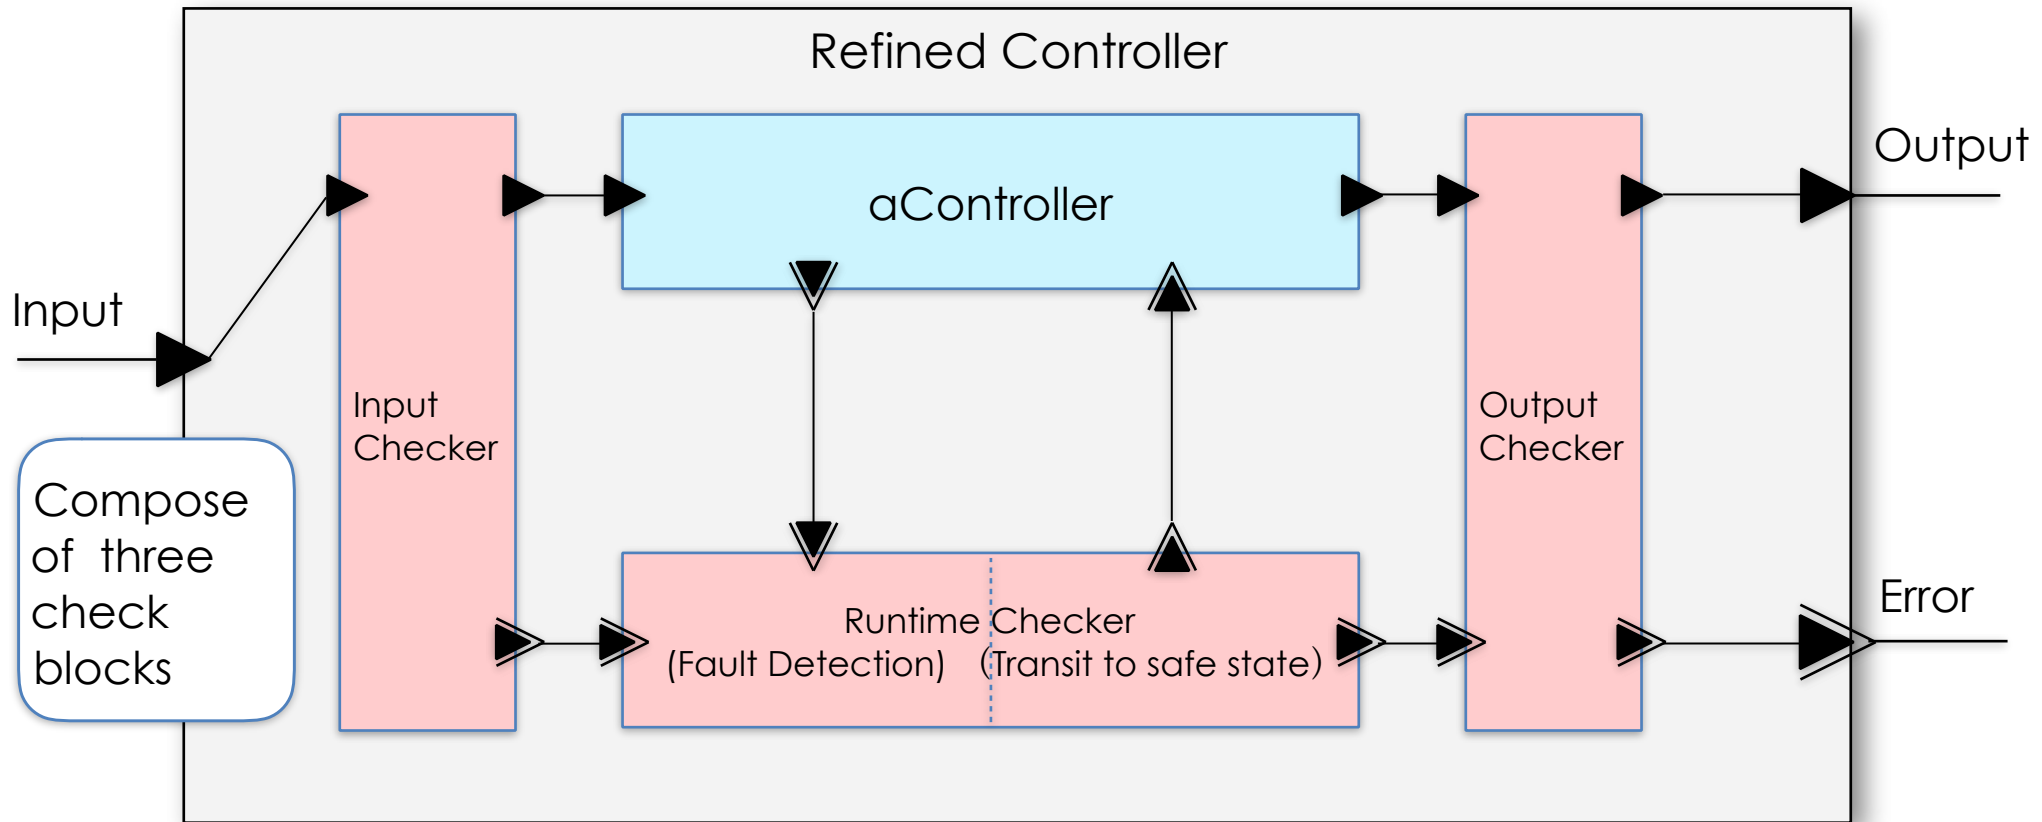 Refined Controller
Output
aController
Input
Input
Checker
Output
Checker
Compose
of  three
check
blocks
Runtime Checker
(Fault Detection)   （Transit to safe state）
Error